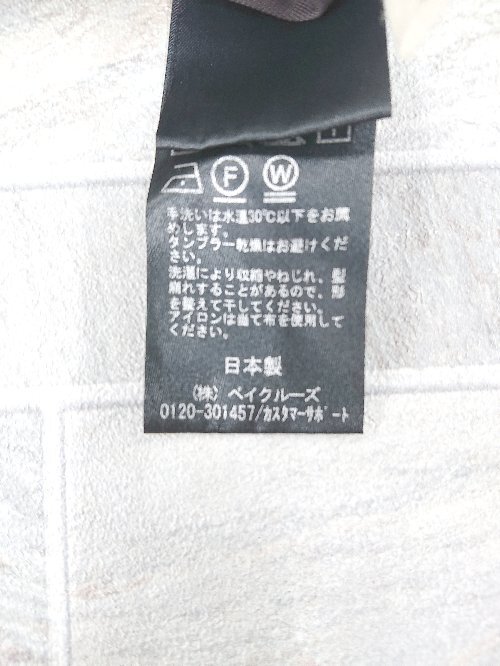 F W
手洗いは水温30℃以下をお薦
めします。
タンブラー乾燥はお避けくだ
さい。
洗濯により収縮やねじれ、型
崩れすることがあるので、形
を整えて干してください。
アイロンは当て布を使用して
ください。
日本製
(株) ベイクルーズ
0120-301457/カスタマーサポート